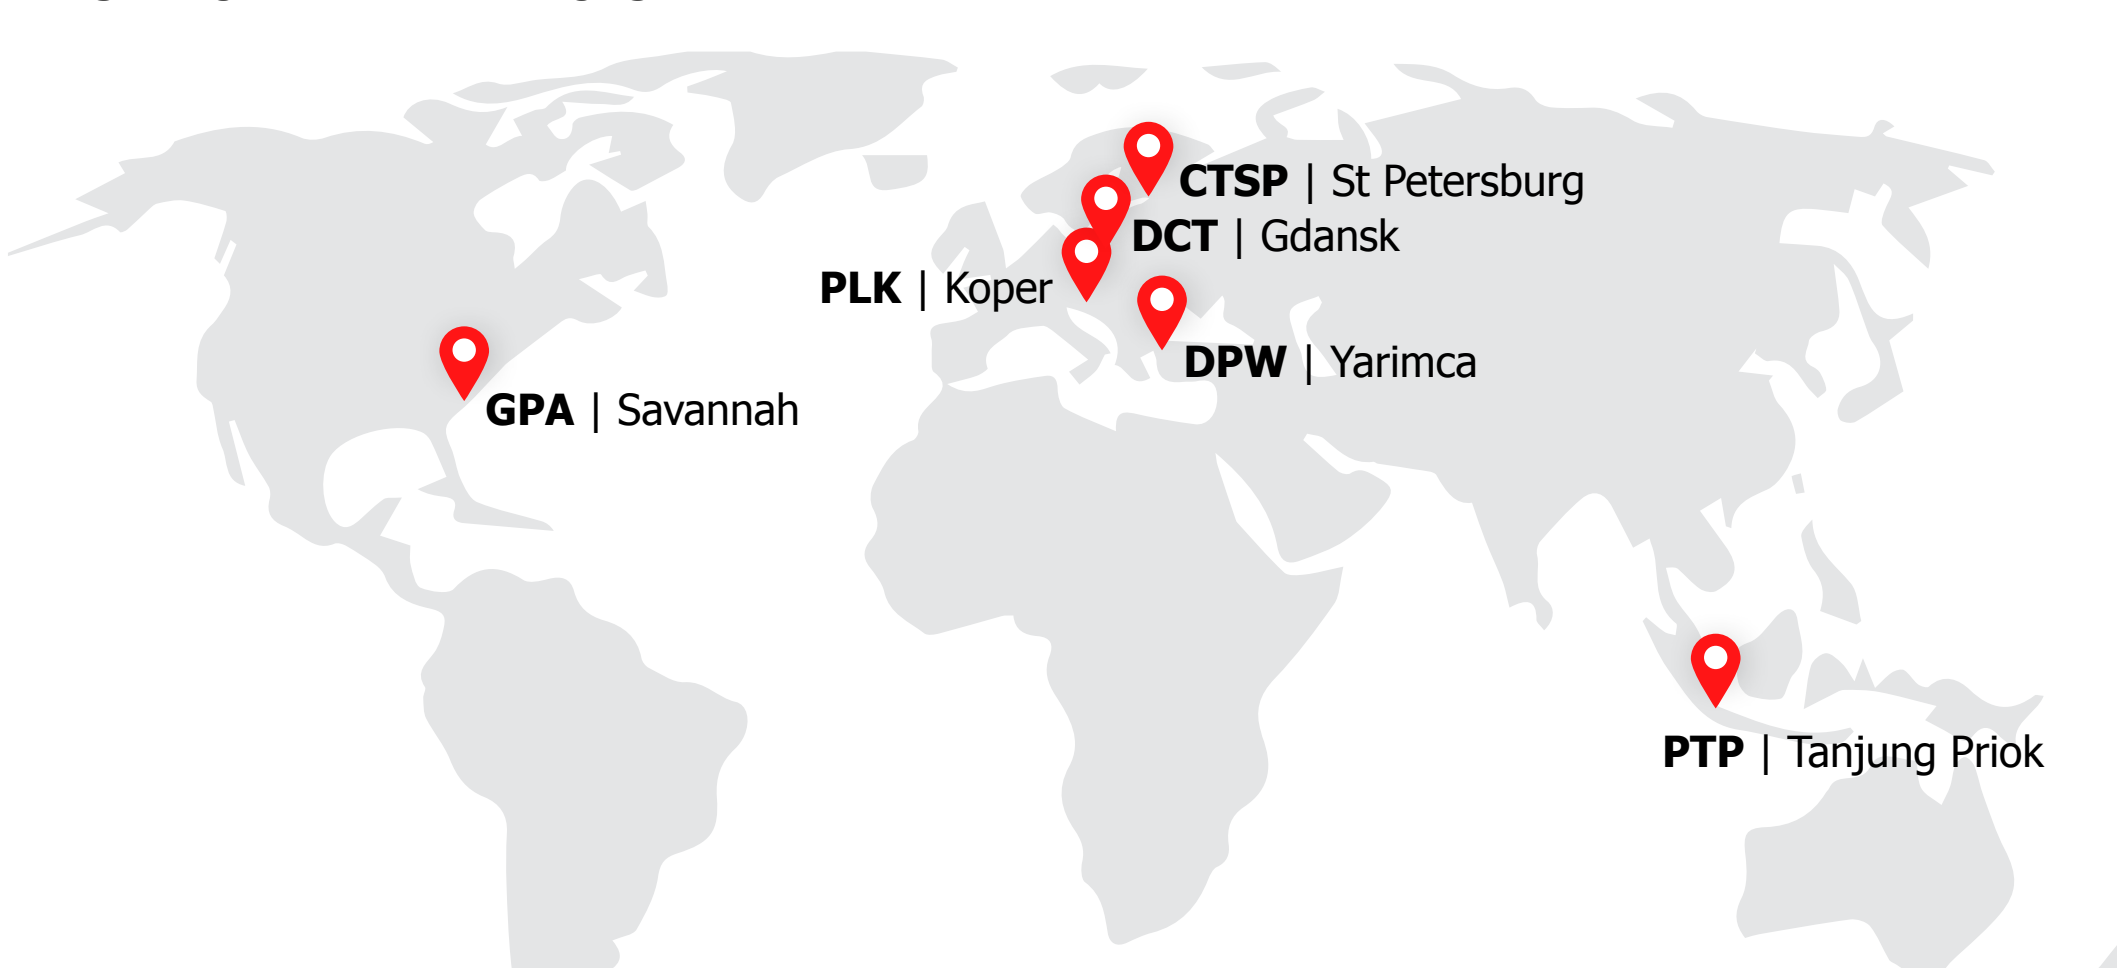 CTSP | St Petersburg
DCT | Gdansk
PLK | Koper
DPW | Yarimca
GPA | Savannah
PTP | Tanjung Priok